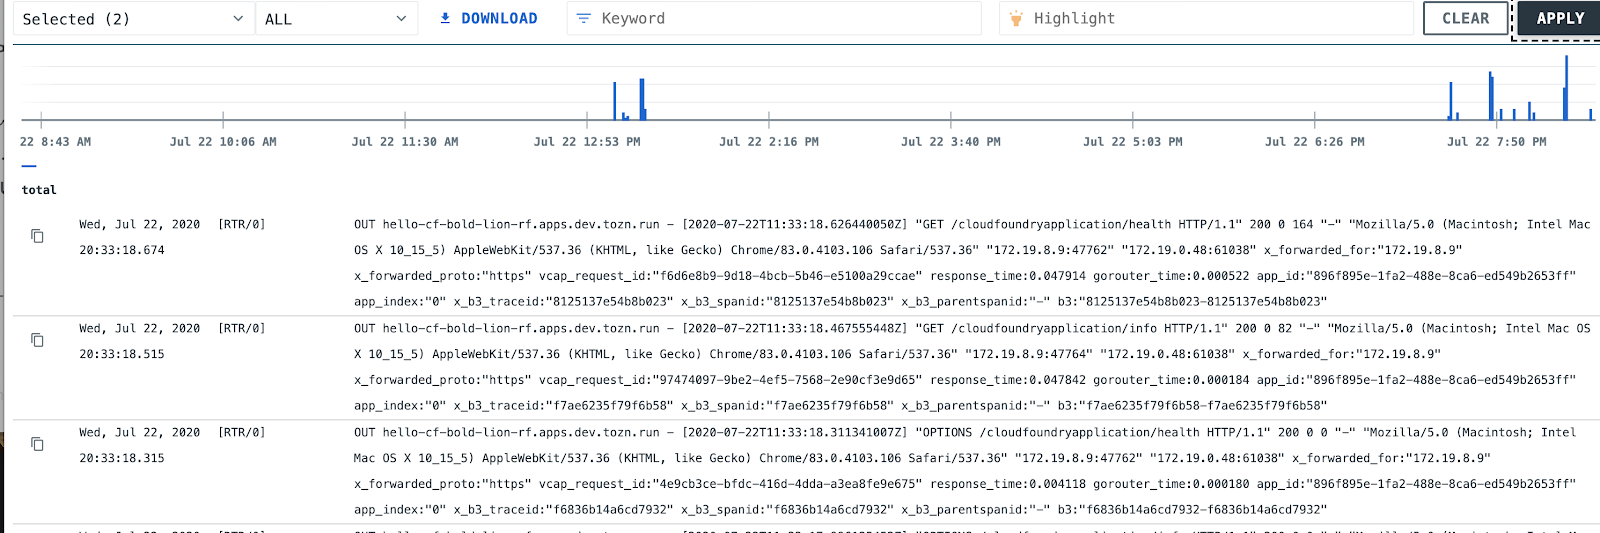 Selected (2) ALL DOWNLOAD Keyword Highlight CLEAR APPLY
22 8:43 AM Jul 22 10:06 AM Jul 22 11:30 AM Jul 22 12:53 PM Jul 22 2:16 PM Jul 22 3:40 PM Jul 22 5:03 PM Jul 22 6:26 PM Jul 22 7:50 PM
total
Wed, Jul 22, 2020 [RTR/0] OUT hello-cf-bold-lion-rf.apps.dev.tozn.run - [2020-07-22T11:33:18.626440050Z] "GET /cloudfoundryapplication/health HTTP/1.1" 200 0 164 "-" "Mozilla/5.0 (Macintosh; Intel Mac
20:33:18.674 OS X 10_15_5) AppleWebKit/537.36 (KHTML, like Gecko) Chrome/83.0.4103.106 Safari/537.36" "172.19.8.9:47762" "172.19.0.48:61038" x_forwarded_for:"172.19.8.9"
x_forwarded_proto:"https" vcap_request_id:"f6d6e8b9-9d18-4bcb-5b46-e5100a29ccae" response_time:0.047914 gorouter_time:0.000522 app_id:"896f895e-1fa2-488e-8ca6-ed549b2653ff"
app_index:"0" x_b3_traceid:"8125137e54b8b023" x_b3_spanid:"8125137e54b8b023" x_b3_parentspanid:"-" b3:"8125137e54b8b023-8125137e54b8b023"
Wed, Jul 22, 2020 [RTR/0] OUT hello-cf-bold-lion-rf.apps.dev.tozn.run - [2020-07-22T11:33:18.467555448Z] "GET /cloudfoundryapplication/info HTTP/1.1" 200 0 82 "-" "Mozilla/5.0 (Macintosh; Intel Mac OS
20:33:18.515 X 10_15_5) AppleWebKit/537.36 (KHTML, like Gecko) Chrome/83.0.4103.106 Safari/537.36" "172.19.8.9:47764" "172.19.0.48:61038" x_forwarded_for:"172.19.8.9"
x_forwarded_proto:"https" vcap_request_id:"97474097-9be2-4ef5-7568-2e90cf3e9d65" response_time:0.047842 gorouter_time:0.000184 app_id:"896f895e-1fa2-488e-8ca6-ed549b2653ff"
app_index:"0" x_b3_traceid:"f7ae6235f79f6b58" x_b3_spanid:"f7ae6235f79f6b58" x_b3_parentspanid:"-" b3:"f7ae6235f79f6b58-f7ae6235f79f6b58"
Wed, Jul 22, 2020 [RTR/0] OUT hello-cf-bold-lion-rf.apps.dev.tozn.run - [2020-07-22T11:33:18.311341007Z] "OPTIONS /cloudfoundryapplication/health HTTP/1.1" 200 0 0 "-" "Mozilla/5.0 (Macintosh; Intel
20:33:18.315 Mac OS X 10_15_5) AppleWebKit/537.36 (KHTML, like Gecko) Chrome/83.0.4103.106 Safari/537.36" "172.19.8.9:47762" "172.19.0.48:61038" x_forwarded_for:"172.19.8.9"
x_forwarded_proto:"https" vcap_request_id:"4e9cb3ce-bfdc-416d-4dda-a3ea8fe9e675" response_time:0.004118 gorouter_time:0.000180 app_id:"896f895e-1fa2-488e-8ca6-ed549b2653ff"
app_index:"0" x_b3_traceid:"f6836b14a6cd7932" x_b3_spanid:"f6836b14a6cd7932" x_b3_parentspanid:"-" b3:"f6836b14a6cd7932-f6836b14a6cd7932"